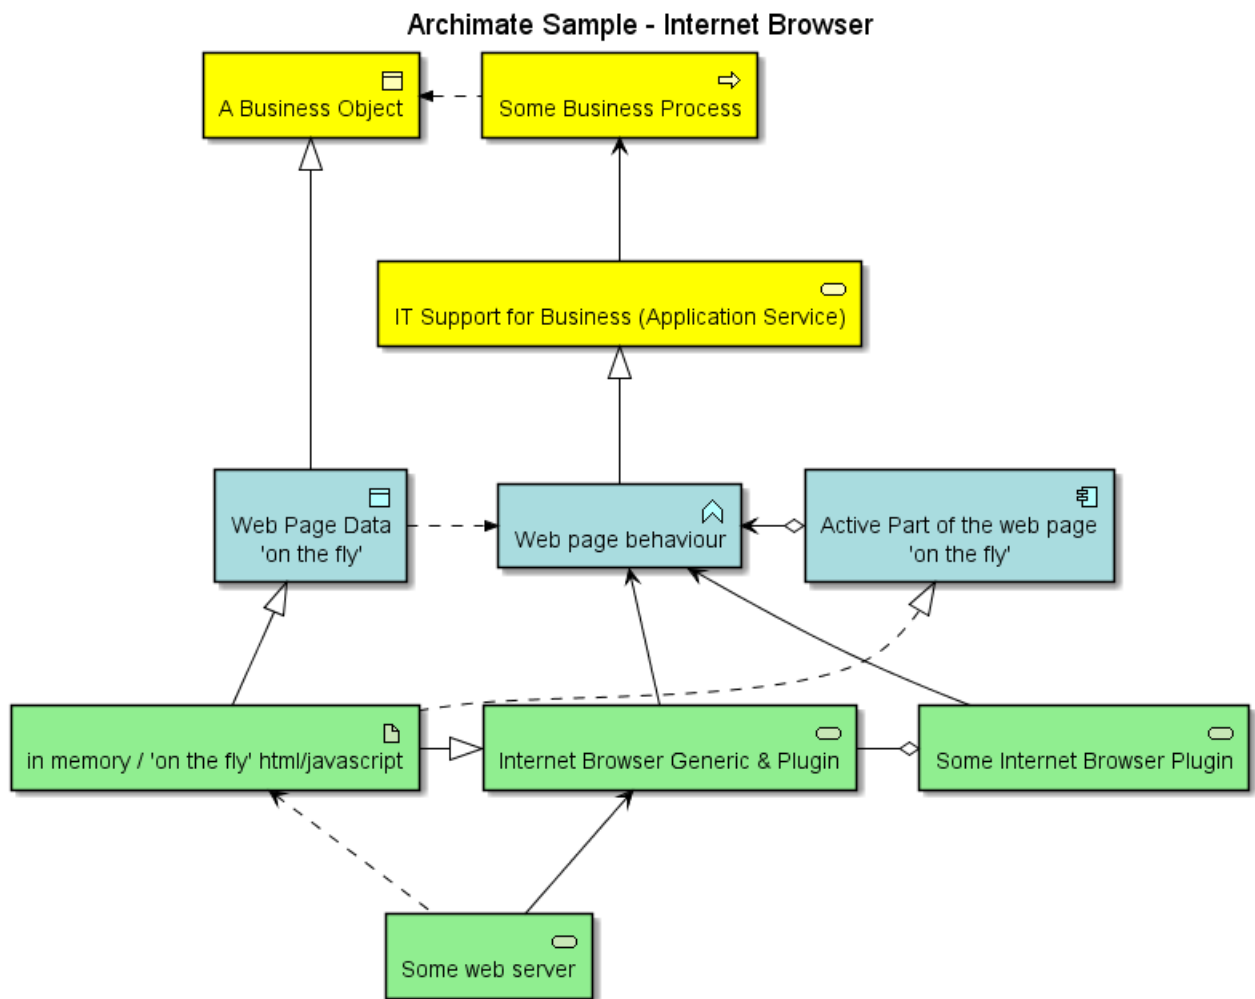 Archimate Sample - Internet Browser
A Business Object
Some Business Process
IT Support for Business (Application Service)
Web Page Data
'on the fly'
Web page behaviour
Active Part of the web page
'on the fly'
in memory / 'on the fly' html/javascript
Internet Browser Generic & Plugin
Some Internet Browser Plugin
Some web server